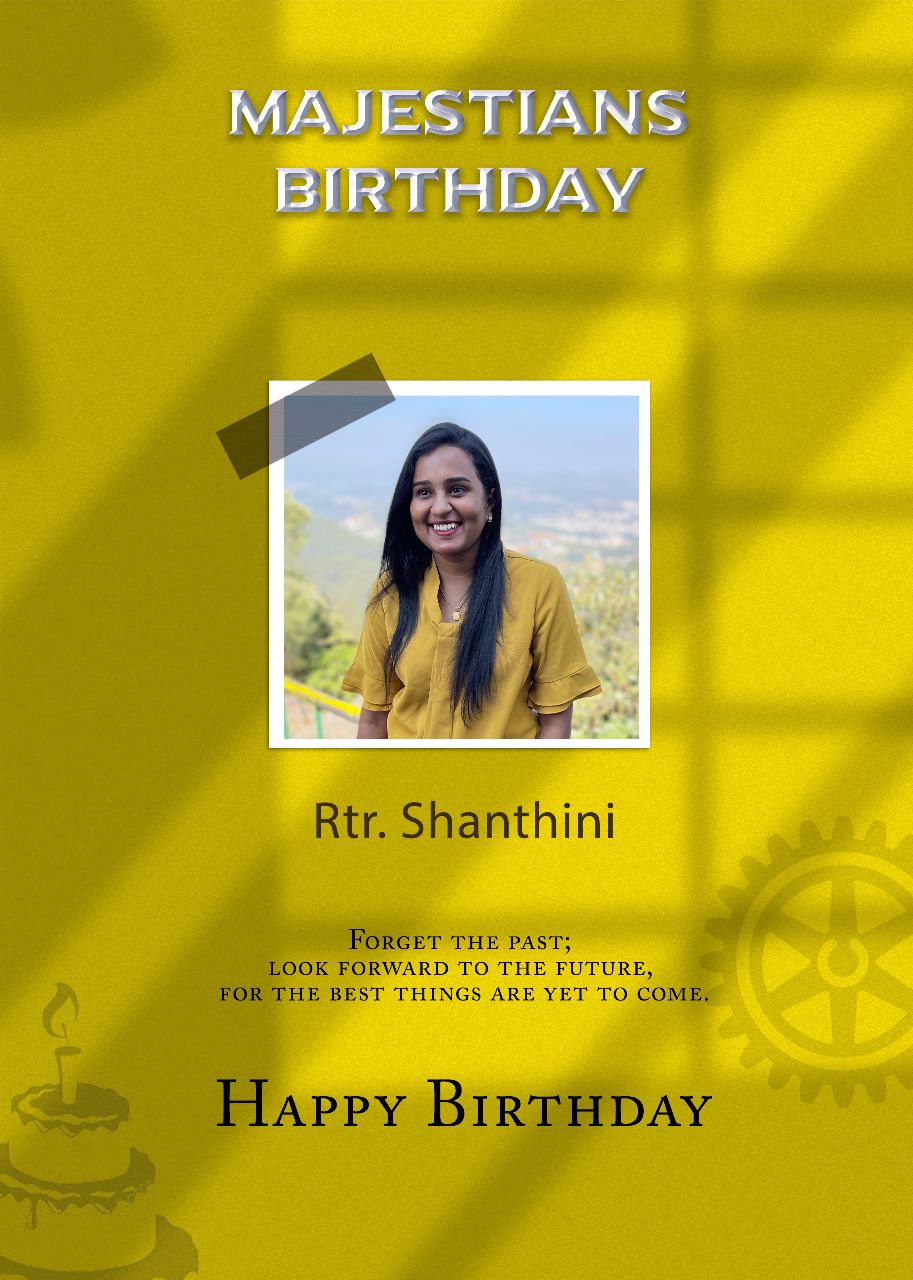 MAJESTIANS
BIRTHDAY
Rtr. Shanthini
Forget the past;
look forward to the future,
for the best things are yet to come.
Happy Birthday